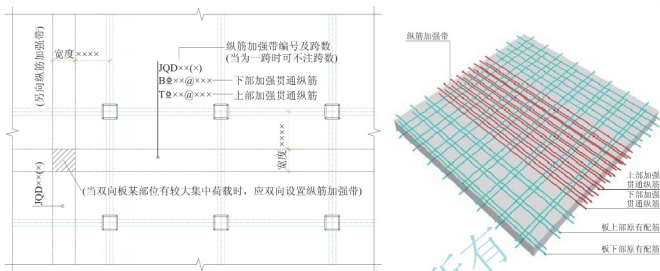 宽度××××
(另向纵筋加强带)
纵筋加强带编号及跨数
(当为一跨时可不注跨数)
JQD××(×)
BΦ××@×××
下部加强贯通纵筋
TΦ××@×××
上部加强贯通纵筋
宽度××××
JQD××(×)
(当双向板某部位有较大集中荷载时，应双向设置纵筋加强带)
纵筋加强带
上部加强
贯通纵筋
下部加强
贯通纵筋
板上部原有配筋
板下部原有配筋
所有